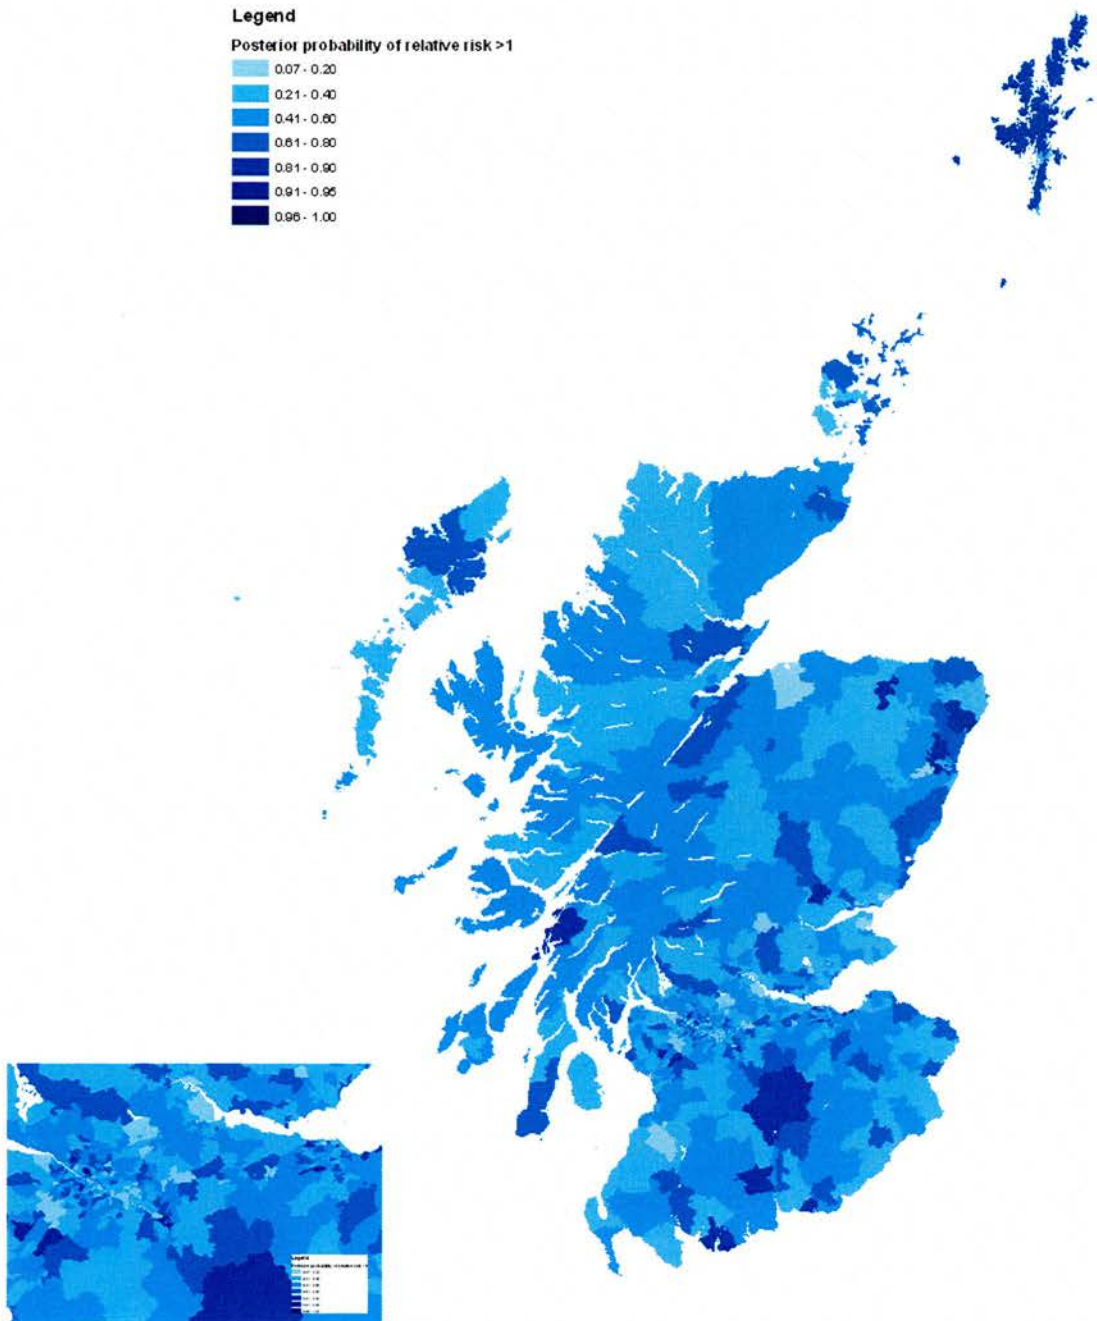 Legend
Posterior probability of relative risk >1
0.07 - 0.20
0.21 - 0.40
0.41 - 0.60
0.61 - 0.80
0.81 - 0.90
0.91 - 0.95
0.96 - 1.00
Legend